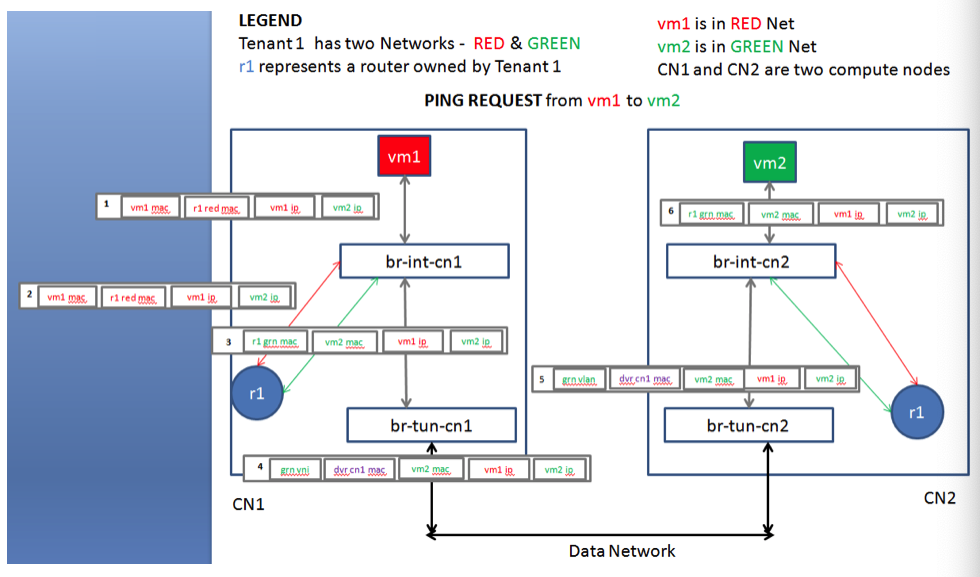 LEGEND
Tenant 1 has two Networks - RED & GREEN
r1 represents a router owned by Tenant 1
vm1 is in RED Net
vm2 is in GREEN Net
CN1 and CN2 are two compute nodes
PING REQUEST from vm1 to vm2
vm1
vm2
1 vm1 mac r1 red mac vm1 ip vm2 ip
6 r1 grn mac vm2 mac vm1 ip vm2 ip
br-int-cn1
br-int-cn2
2 vm1 mac r1 red mac vm1 ip vm2 ip
3 r1 grn mac vm2 mac vm1 ip vm2 ip
5 grn vlan dvr cn1 mac vm2 mac vm1 ip vm2 ip
r1
r1
br-tun-cn1
br-tun-cn2
4 grn vni dvr cn1 mac vm2 mac vm1 ip vm2 ip
CN1
CN2
Data Network